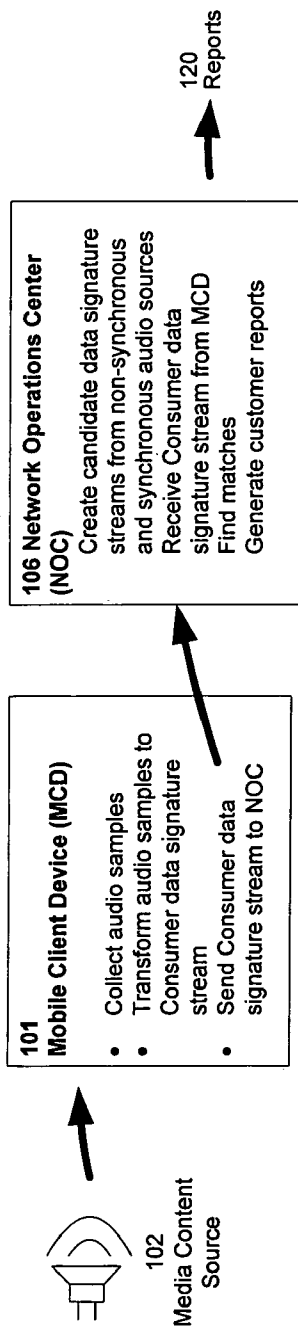 102
Media Content
Source
101
Mobile Client Device (MCD)
• Collect audio samples
• Transform audio samples to
Consumer data signature
stream
• Send Consumer data
signature stream to NOC
106 Network Operations Center
(NOC)
Create candidate data signature
streams from non-synchronous
and synchronous audio sources
Receive Consumer data
signature stream from MCD
Find matches
Generate customer reports
120
Reports